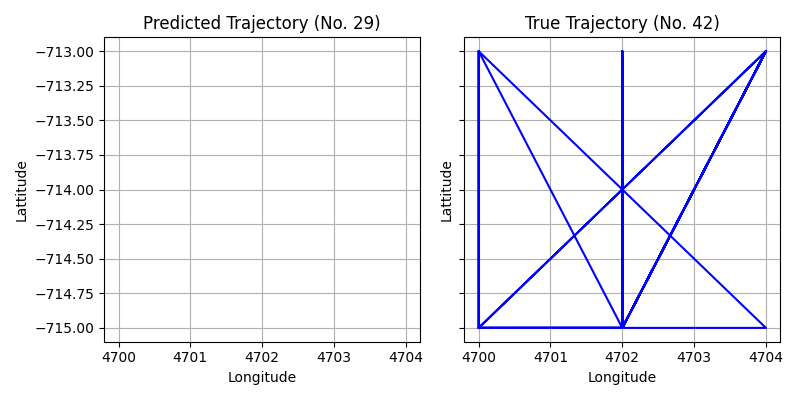 Predicted Trajectory (No. 29)
−713.00
−713.25
−713.50
−713.75
−714.00
−714.25
−714.50
−714.75
−715.00
Lattitude
4700 4701 4702 4703 4704
Longitude
True Trajectory (No. 42)
Lattitude
4700 4701 4702 4703 4704
Longitude